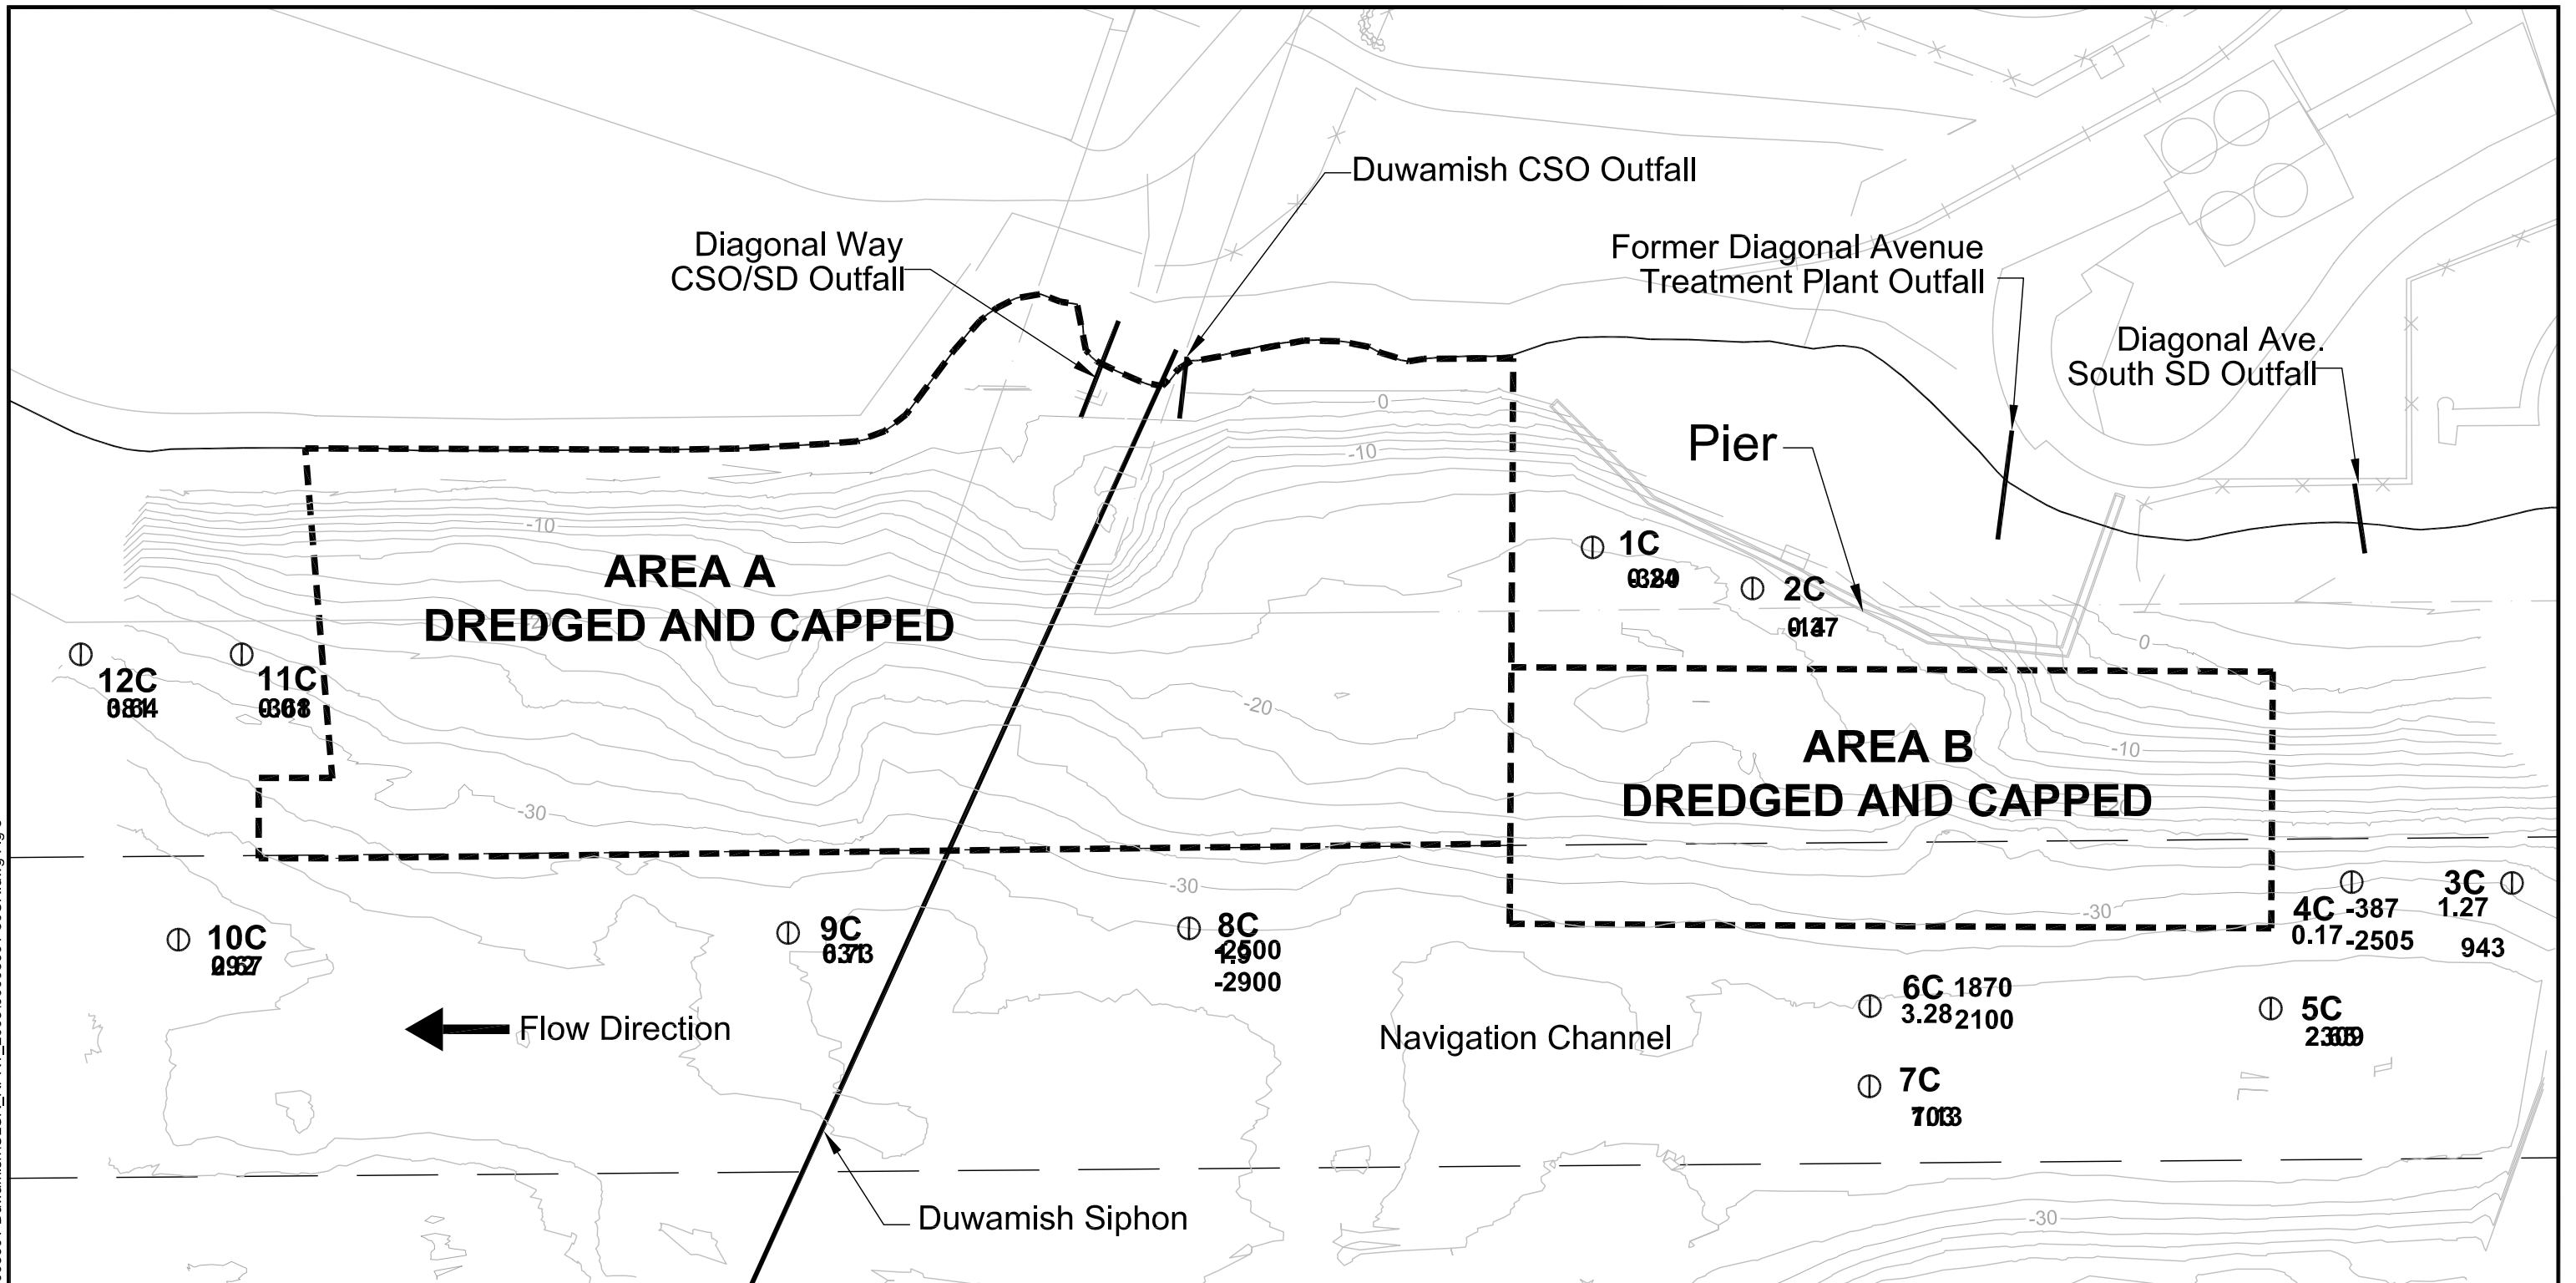 Duwamish CSO Outfall
Diagonal Way
CSO/SD Outfall
Former Diagonal Avenue
Treatment Plant Outfall
Diagonal Ave.
South SD Outfall
0
Pier
-10
-10
1C
AREA A
DREDGED AND CAPPED
2C
0
12C
11C
-20
AREA B
DREDGED AND CAPPED
-10
-30
-30
3C
1.27
943
4C -387
0.17 -2505
-30
10C
9C
8C
-2900
6C 1870
3.28 2100
5C
Flow Direction
Navigation Channel
7C
Duwamish Siphon
-30